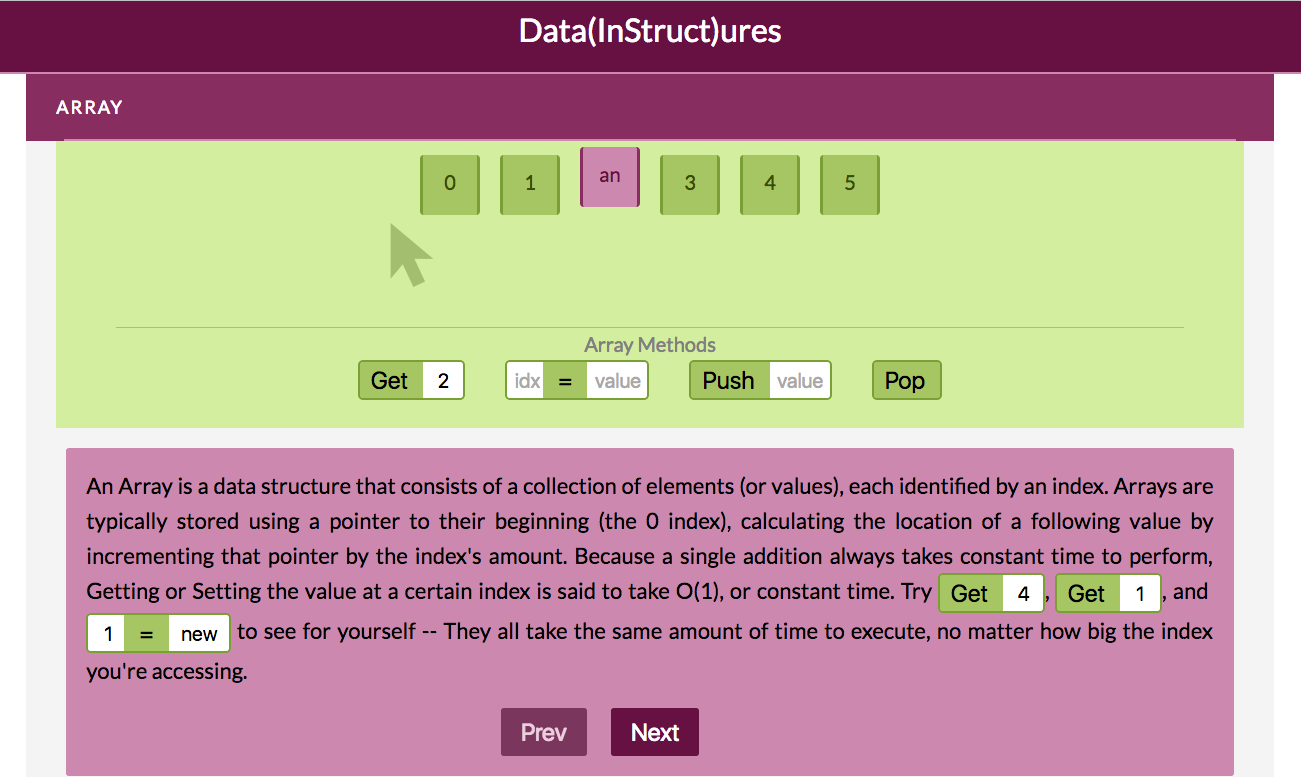 Data(InStruct)ures
ARRAY
0 1 an 3 4 5
Array Methods
Get 2 idx = value Push value Pop
An Array is a data structure that consists of a collection of elements (or values), each identified by an index. Arrays are
typically stored using a pointer to their beginning (the 0 index), calculating the location of a following value by
incrementing that pointer by the index's amount. Because a single addition always takes constant time to perform,
Getting or Setting the value at a certain index is said to take O(1), or constant time. Try Get 4 , Get 1 , and
1 = new to see for yourself -- They all take the same amount of time to execute, no matter how big the index
you're accessing.
Prev Next